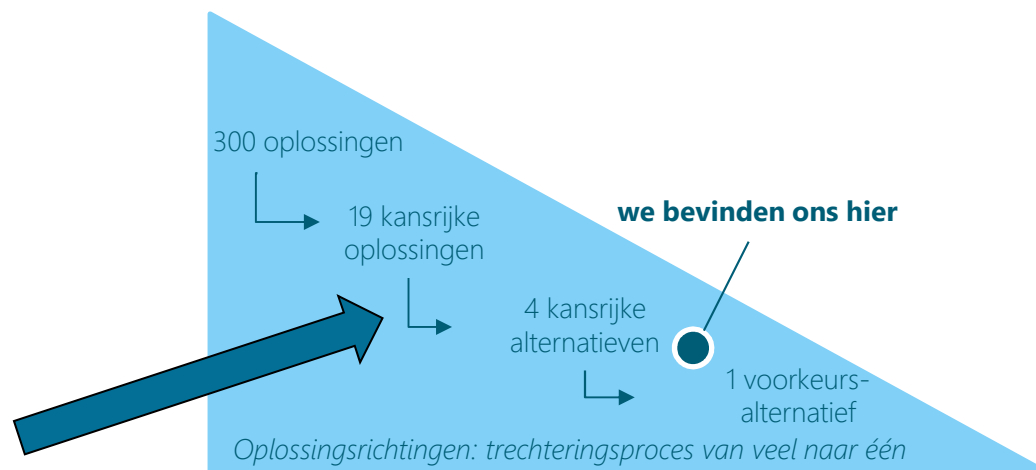 300 oplossingen
19 kansrijke
oplossingen
we bevinden ons hier
4 kansrijke
alternatieven
1 voorkeurs-
alternatief
Oplossingsrichtingen: trechteringsproces van veel naar één